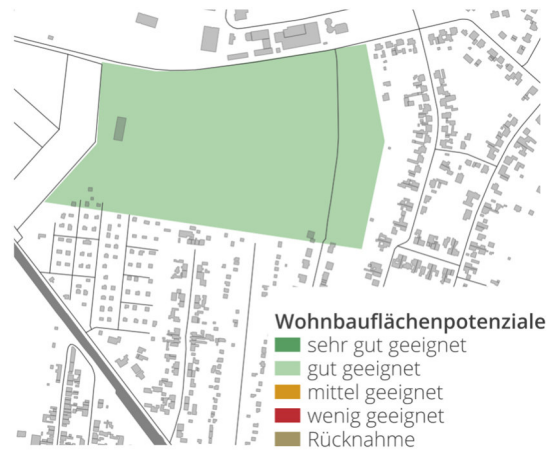 Wohnbauflächenpotenziale
sehr gut geeignet
gut geeignet
mittel geeignet
wenig geeignet
Rücknahme